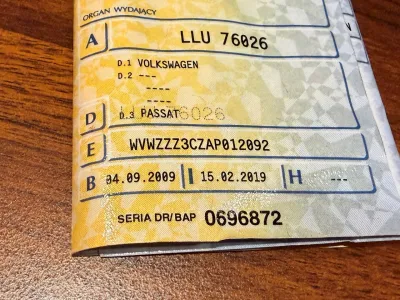 ORGAN WYDAJĄCY
A LLU 76026
D.1 VOLKSWAGEN
D.2 ---
----
----
D D.3 PASSAT
E WVWZZZ3CZAP012092
B 04.09.2009 I 15.02.2019 H ---
SERIA DR/BAP 0696872